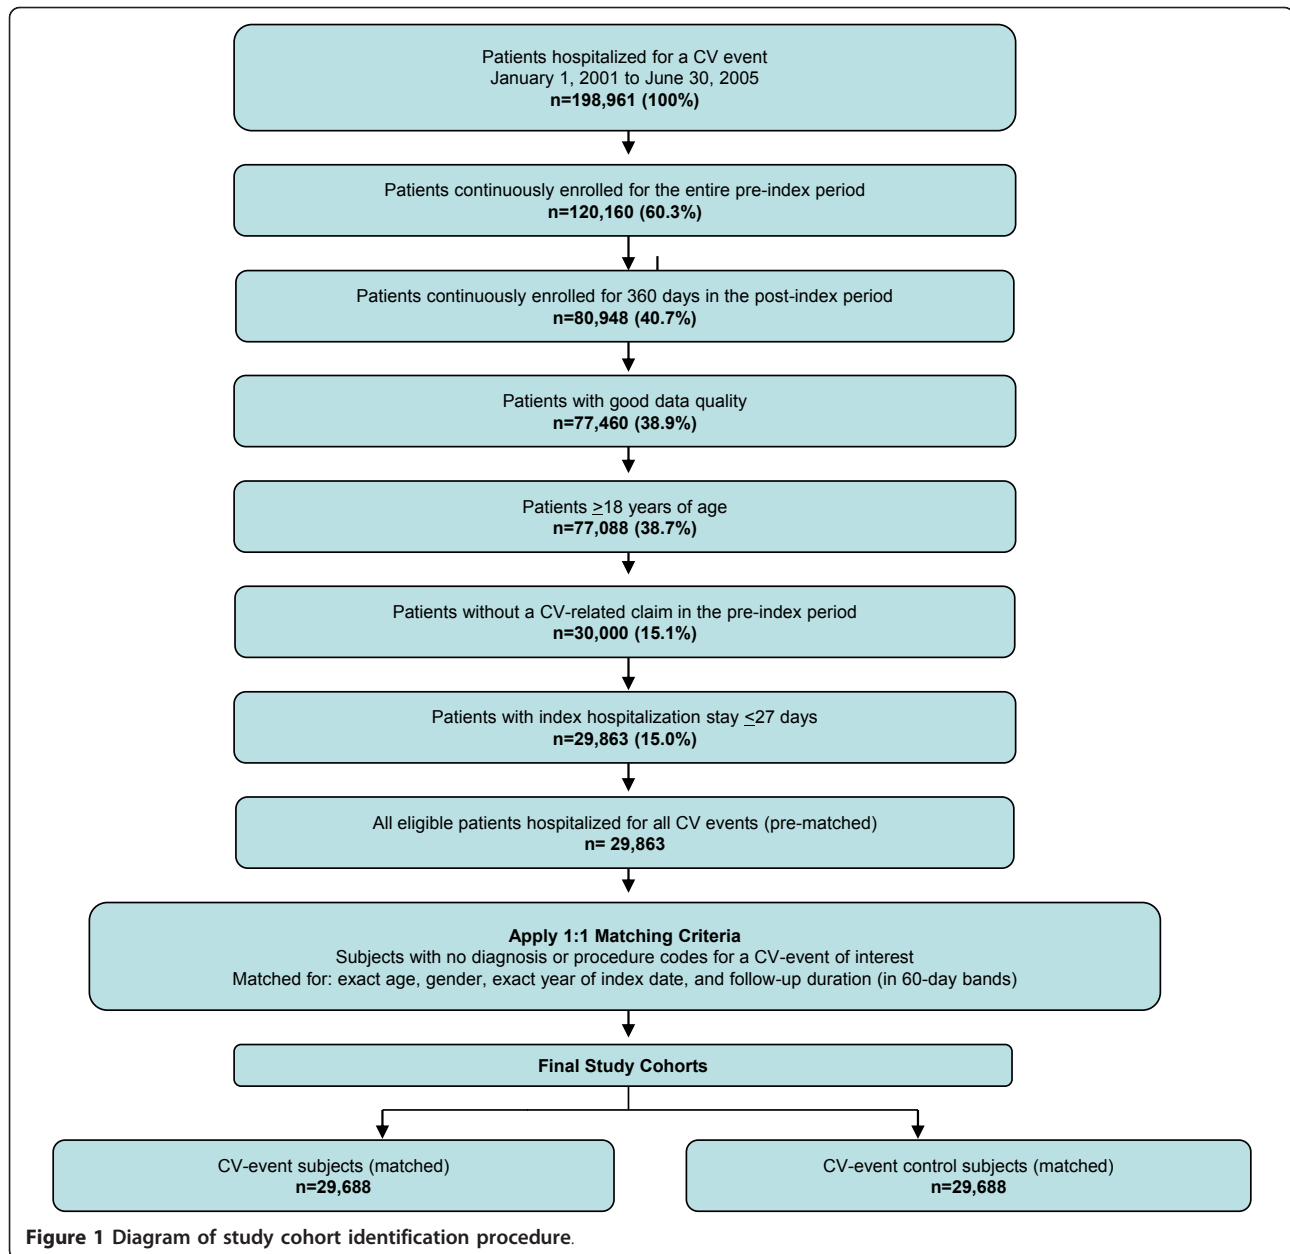 Patients hospitalized for a CV event
January 1, 2001 to June 30, 2005
n=198,961 (100%)
Patients continuously enrolled for the entire pre-index period
n=120,160 (60.3%)
Patients continuously enrolled for 360 days in the post-index period
n=80,948 (40.7%)
Patients with good data quality
n=77,460 (38.9%)
Patients ≥18 years of age
n=77,088 (38.7%)
Patients without a CV-related claim in the pre-index period
n=30,000 (15.1%)
Patients with index hospitalization stay ≤27 days
n=29,863 (15.0%)
All eligible patients hospitalized for all CV events (pre-matched)
n= 29,863
Apply 1:1 Matching Criteria
Subjects with no diagnosis or procedure codes for a CV-event of interest
Matched for: exact age, gender, exact year of index date, and follow-up duration (in 60-day bands)
Final Study Cohorts
CV-event subjects (matched)
n=29,688
CV-event control subjects (matched)
n=29,688
Figure 1 Diagram of study cohort identification procedure.